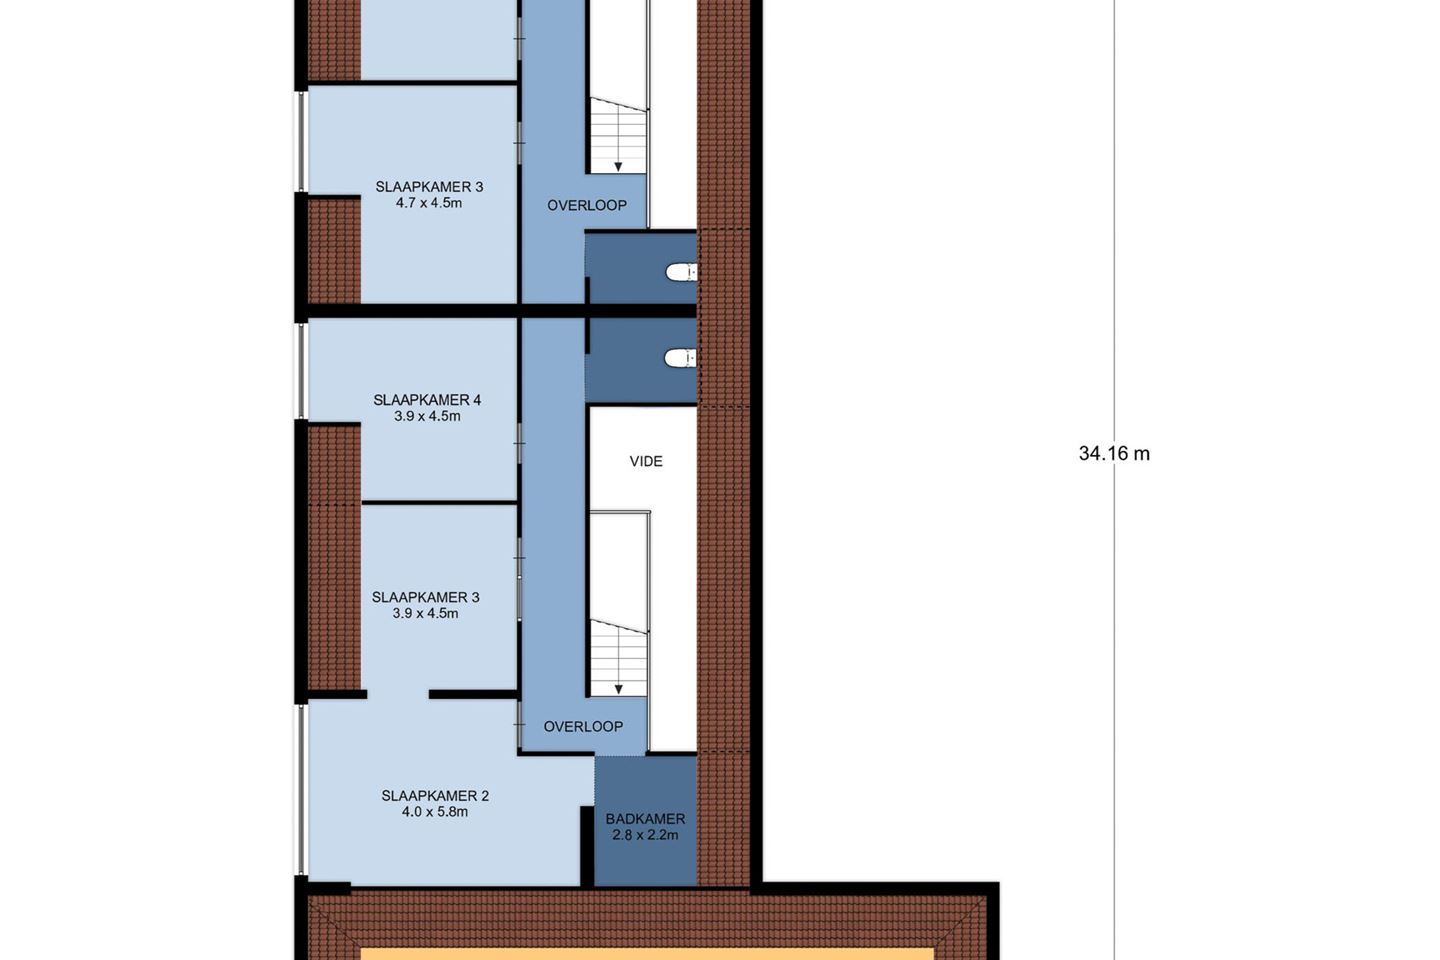 SLAAPKAMER 3
4.7 x 4.5m
OVERLOOP
SLAAPKAMER 4
3.9 x 4.5m
VIDE
34.16 m
SLAAPKAMER 3
3.9 x 4.5m
OVERLOOP
SLAAPKAMER 2
4.0 x 5.8m
BADKAMER
2.8 x 2.2m